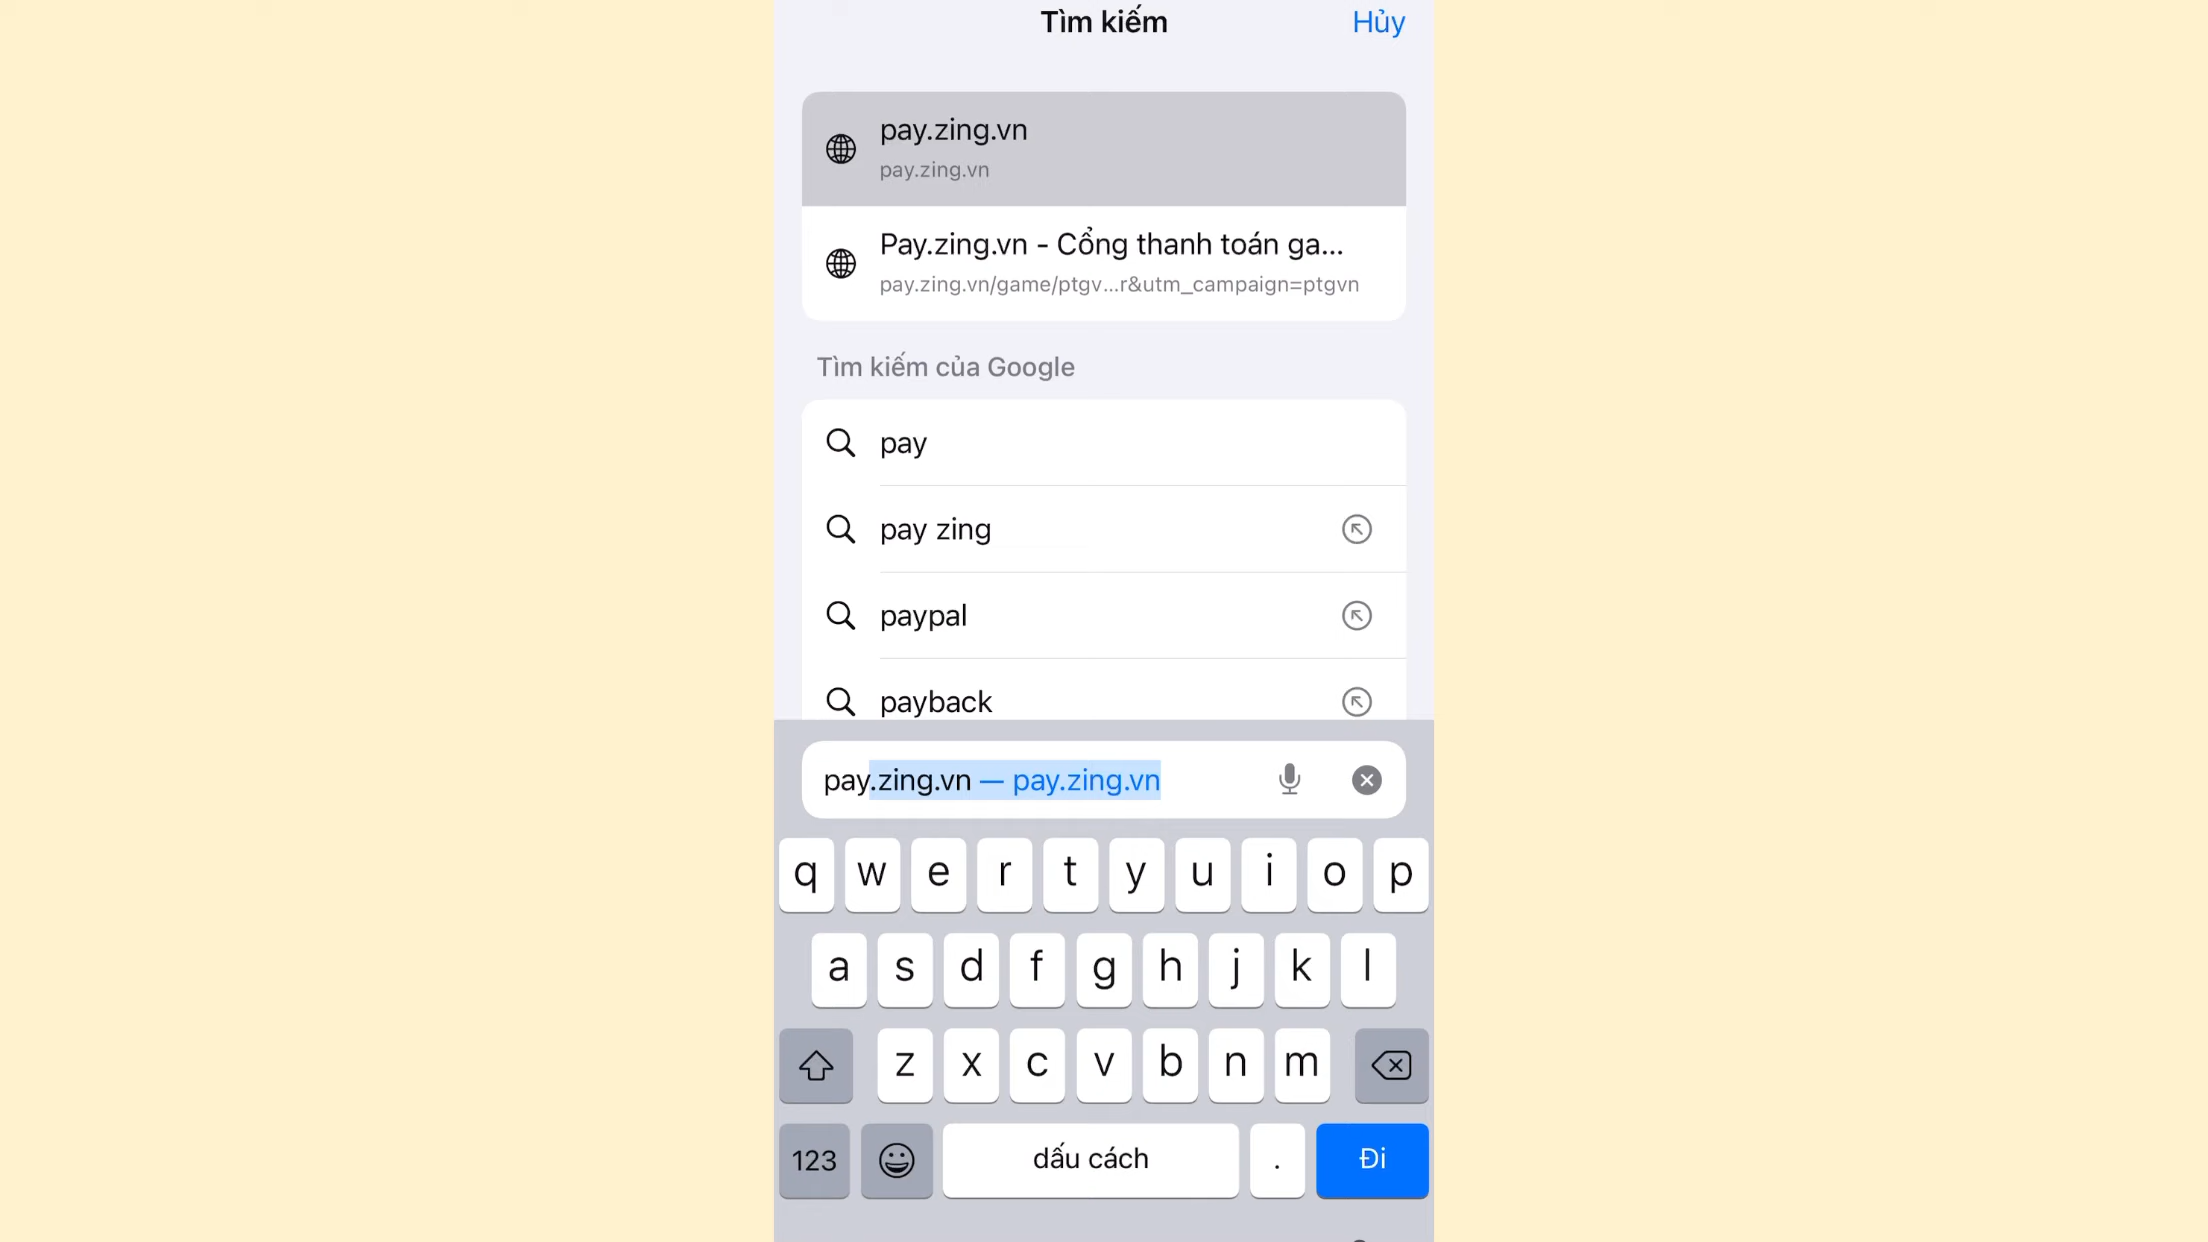 Tìm kiếm
Hủy
pay.zing.vn
pay.zing.vn
Pay.zing.vn - Cổng thanh toán ga...
pay.zing.vn/game/ptgv...r&utm_campaign=ptgvn
Tìm kiếm của Google
pay
pay zing
paypal
payback
pay.zing.vn — pay.zing.vn
q w e r t y u i o p
a s d f g h j k l
z x c v b n m
123
dấu cách
.
Đi